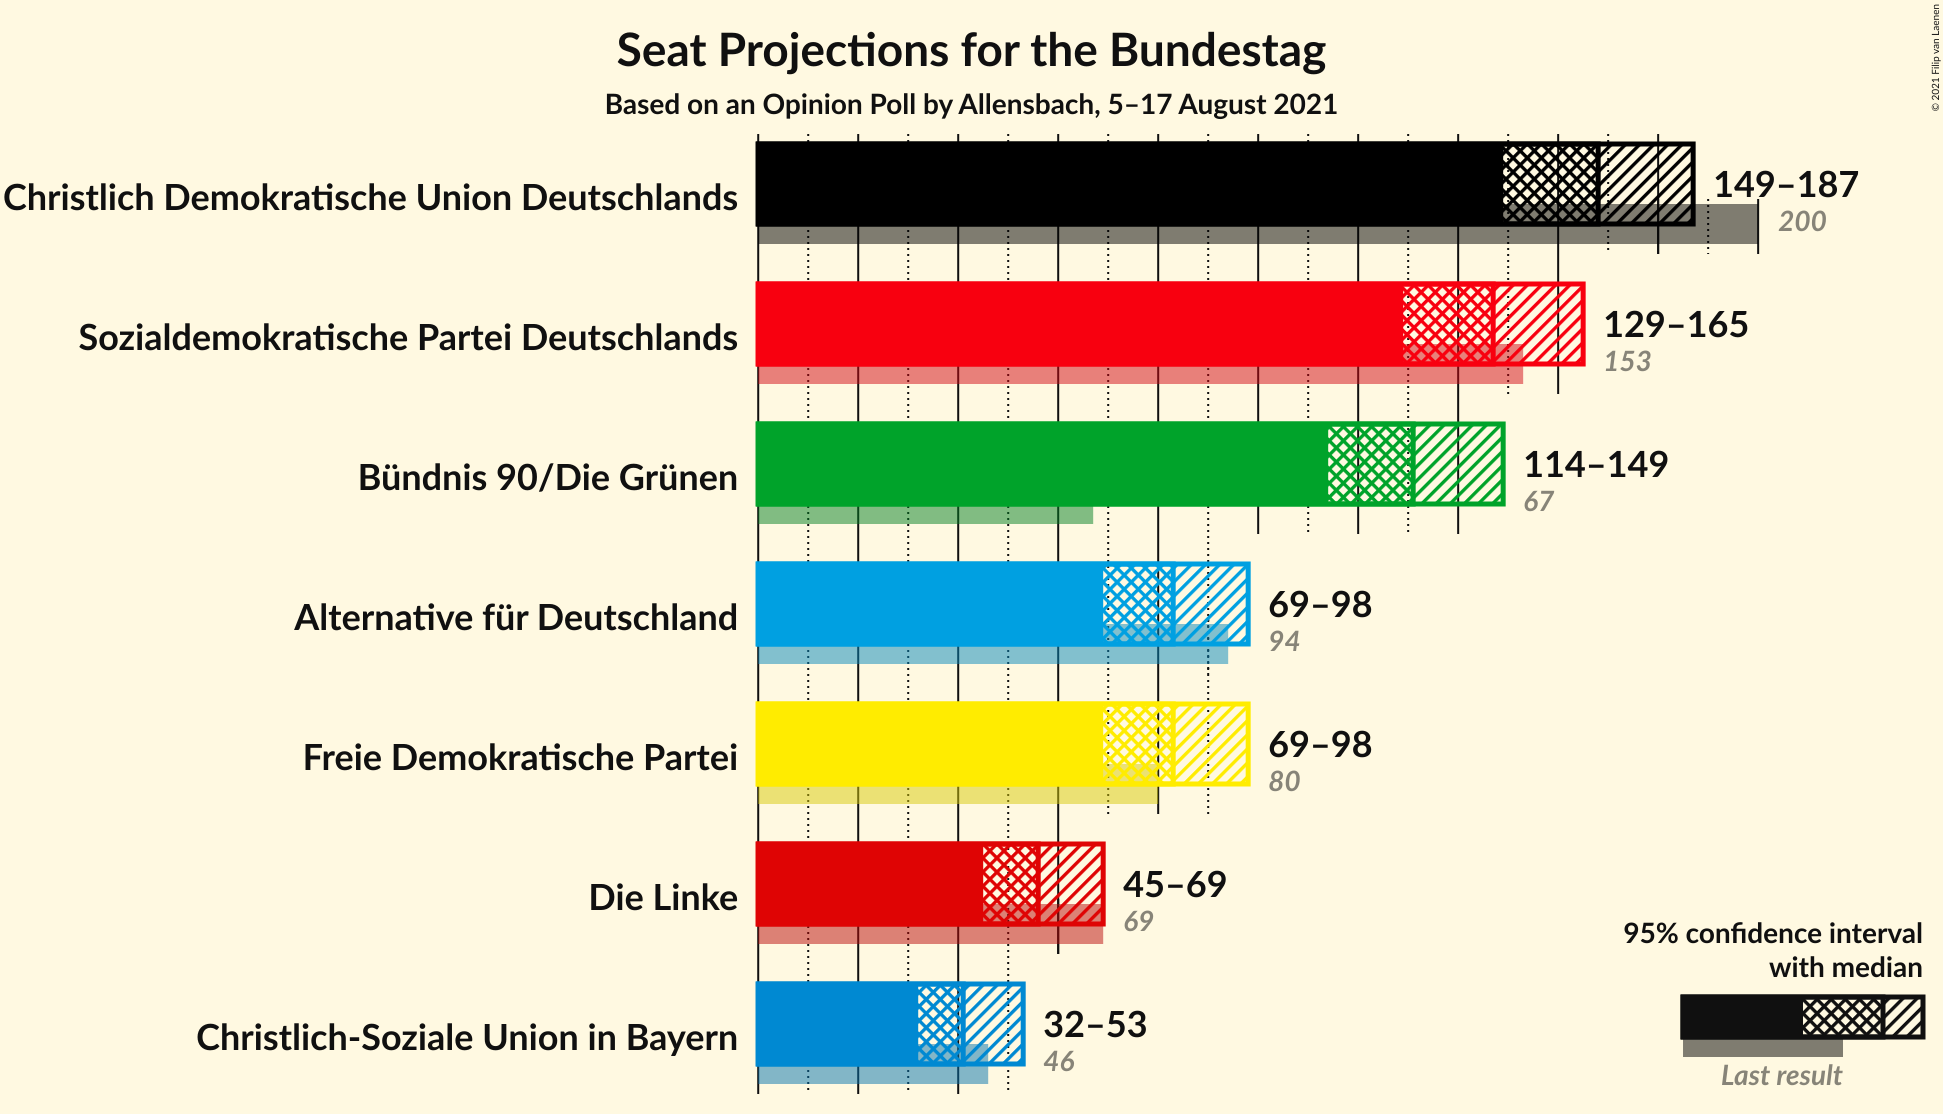 Seat Projections for the Bundestag
Based on an Opinion Poll by Allensbach, 5–17 August 2021
© 2021 Filip van Laenen
Christlich Demokratische Union Deutschlands
149–187
200
Sozialdemokratische Partei Deutschlands
129–165
153
Bündnis 90/Die Grünen
114–149
67
Alternative für Deutschland
69–98
94
Freie Demokratische Partei
69–98
80
Die Linke
45–69
69
Christlich-Soziale Union in Bayern
32–53
46
95% confidence interval
with median
Last result